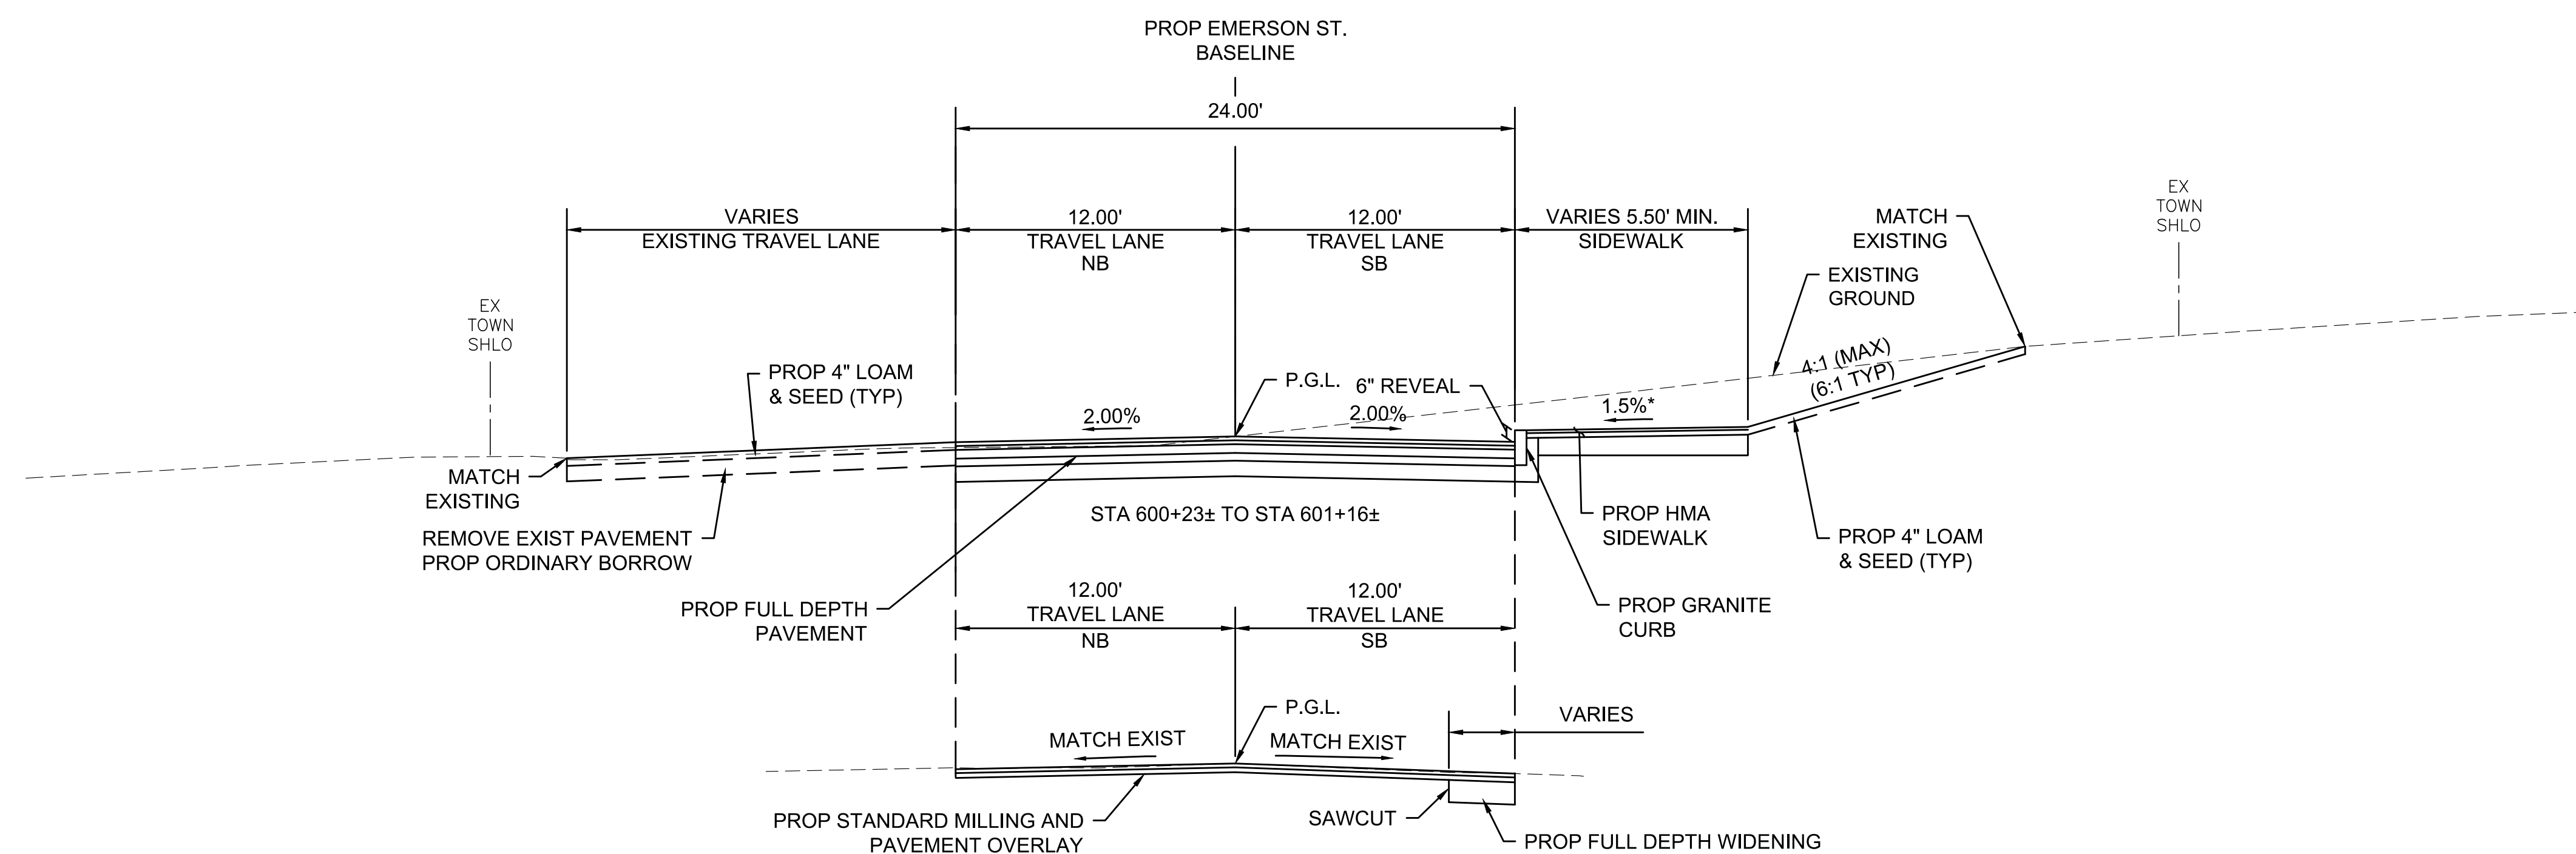 PROP EMERSON ST.
BASELINE
24.00'
VARIES
EXISTING TRAVEL LANE
12.00'
TRAVEL LANE
NB
12.00'
TRAVEL LANE
SB
VARIES 5.50' MIN.
SIDEWALK
MATCH
EXISTING
EX
TOWN
SHLO
EXISTING
GROUND
EX
TOWN
SHLO
PROP 4" LOAM
& SEED (TYP)
2.00%
P.G.L.
6" REVEAL
2.00%
1.5%*
4:1 (MAX)
(6:1 TYP)
MATCH
EXISTING
REMOVE EXIST PAVEMENT
PROP ORDINARY BORROW
STA 600+23± TO STA 601+16±
PROP HMA
SIDEWALK
PROP 4" LOAM
& SEED (TYP)
PROP FULL DEPTH
PAVEMENT
12.00'
TRAVEL LANE
NB
12.00'
TRAVEL LANE
SB
PROP GRANITE
CURB
P.G.L.
VARIES
MATCH EXIST
MATCH EXIST
PROP STANDARD MILLING AND
PAVEMENT OVERLAY
SAWCUT
PROP FULL DEPTH WIDENING